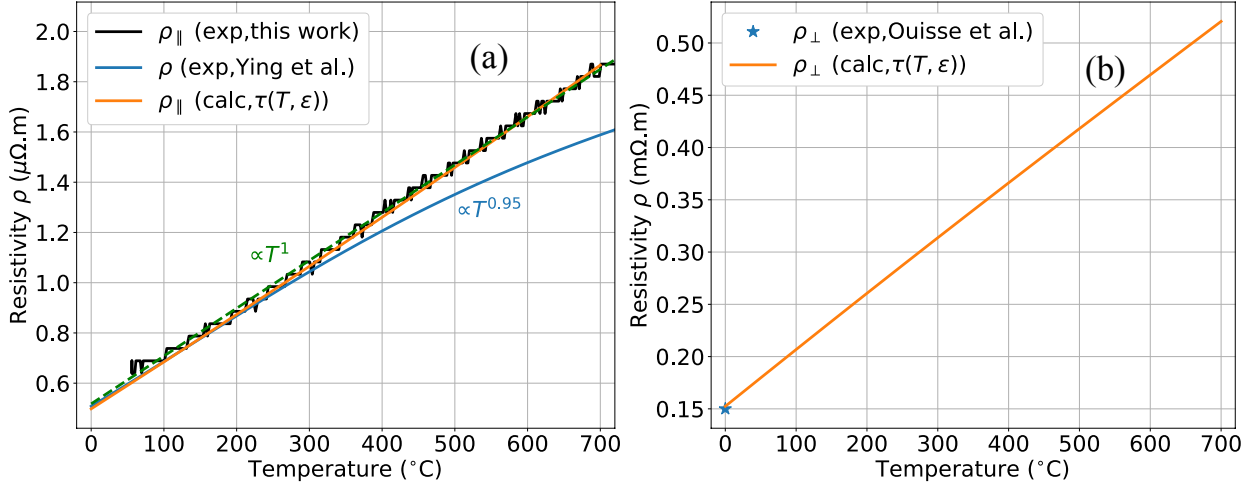 ρ∥ (exp,this work)
ρ (exp,Ying et al.)
ρ∥ (calc,τ(T, ε))
(a)
∝T^1
∝T^0.95
2.0
1.8
1.6
1.4
1.2
1.0
0.8
0.6
Resistivity ρ (μΩ.m)
0 100 200 300 400 500 600 700
Temperature (°C)
ρ⊥ (exp,Ouisse et al.)
ρ⊥ (calc,τ(T, ε))
(b)
0.50
0.45
0.40
0.35
0.30
0.25
0.20
0.15
Resistivity ρ (mΩ.m)
0 100 200 300 400 500 600 700
Temperature (°C)